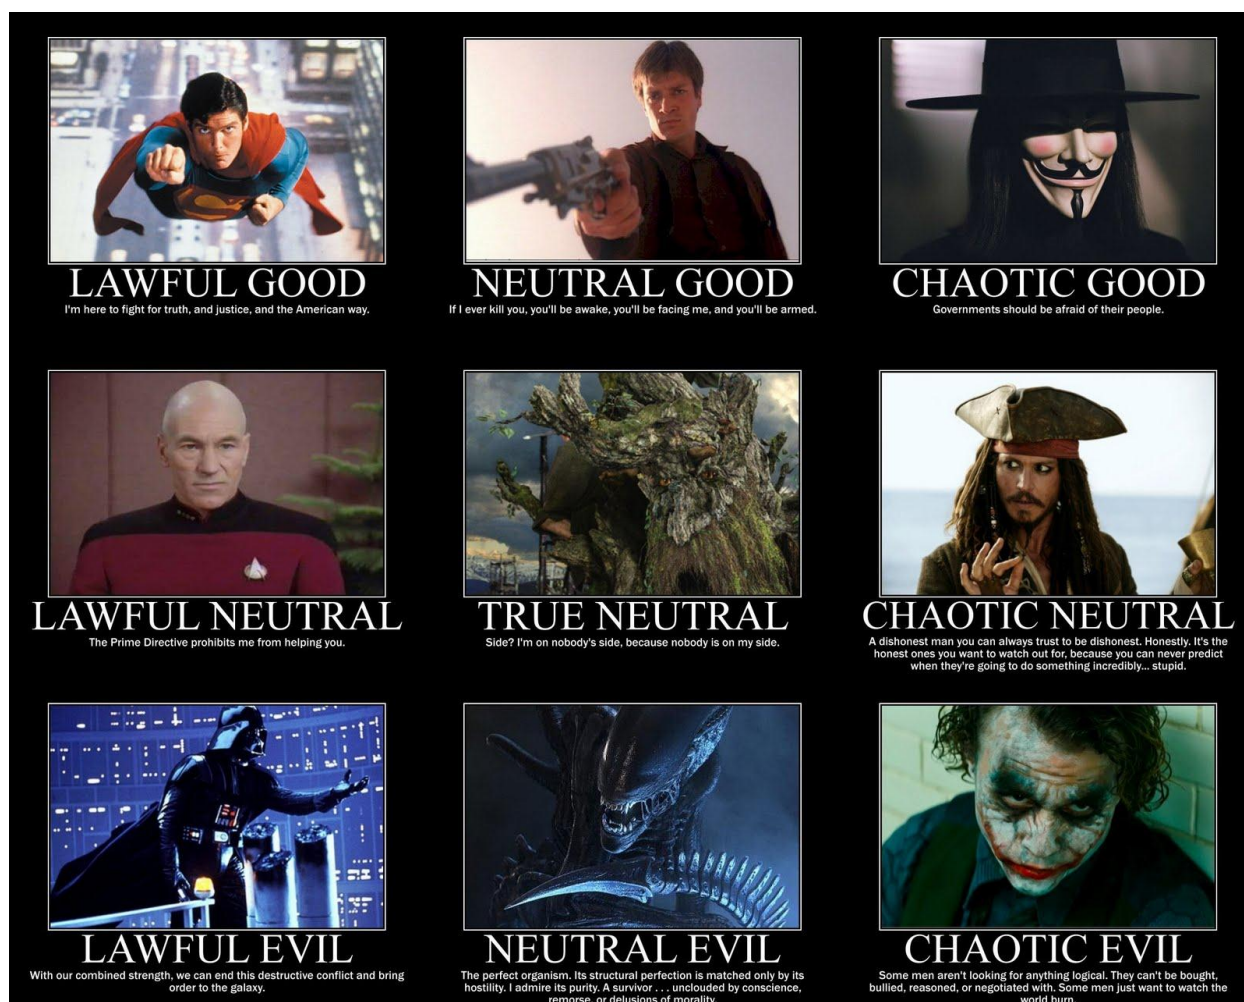 LAWFUL GOOD
I'm here to fight for truth, and justice, and the American way.
NEUTRAL GOOD
If I ever kill you, you'll be awake, you'll be facing me, and you'll be armed.
CHAOTIC GOOD
Governments should be afraid of their people.
LAWFUL NEUTRAL
The Prime Directive prohibits me from helping you.
TRUE NEUTRAL
Side? I'm on nobody's side, because nobody is on my side.
CHAOTIC NEUTRAL
A dishonest man you can always trust to be dishonest. Honestly. It's the
honest ones you want to watch out for, because you can never predict
when they're going to do something incredibly... stupid.
LAWFUL EVIL
With our combined strength, we can end this destructive conflict and bring
order to the galaxy.
NEUTRAL EVIL
The perfect organism. Its structural perfection is matched only by its
hostility. I admire its purity. A survivor . . . unclouded by conscience,
remorse, or delusions of morality.
CHAOTIC EVIL
Some men aren't looking for anything logical. They can't be bought,
bullied, reasoned, or negotiated with. Some men just want to watch the
world burn.